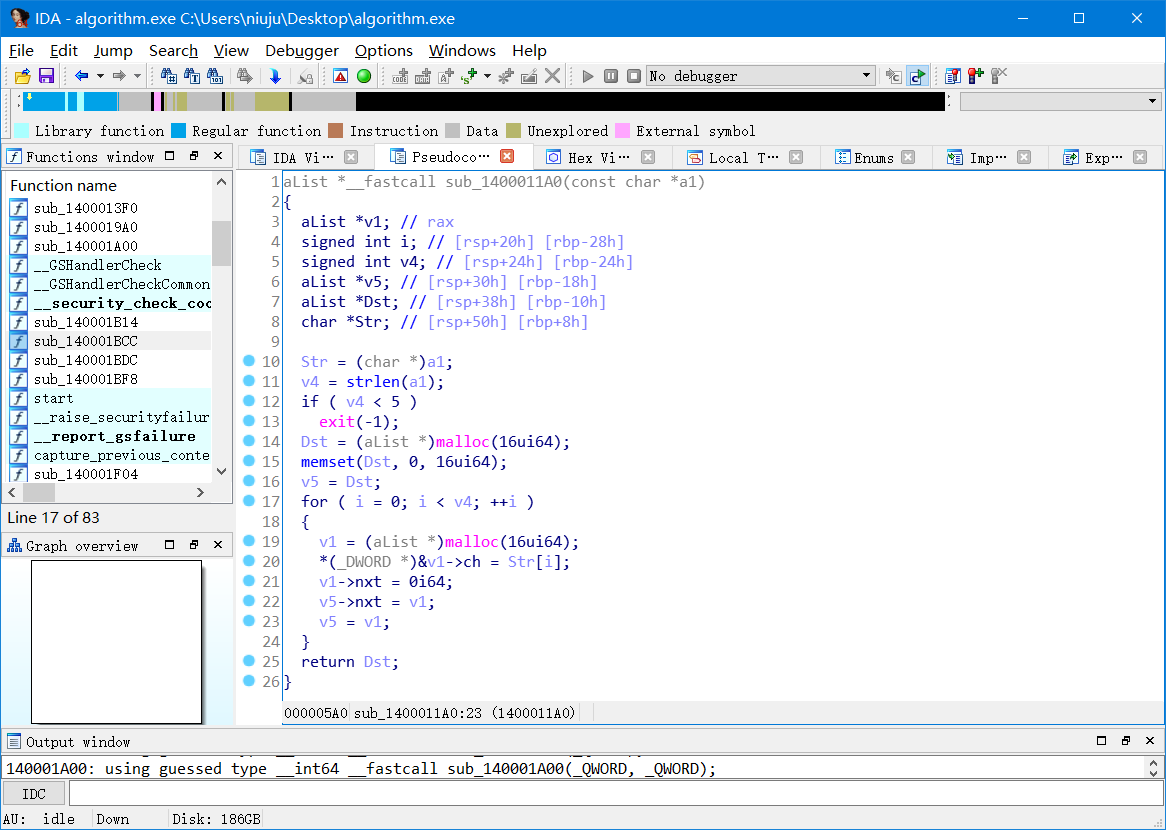 IDA - algorithm.exe C:\Users\niuju\Desktop\algorithm.exe
File Edit Jump Search View Debugger Options Windows Help
No debugger
Library function Regular function Instruction Data Unexplored External symbol
Functions window
IDA Vi··· Pseudoco··· Hex Vi··· Local T··· Enums Imp··· Exp···
Function name
sub_1400013F0
sub_1400019A0
sub_140001A00
__GSHandlerCheck
__GSHandlerCheckCommon
__security_check_coo
sub_140001B14
sub_140001BCC
sub_140001BDC
sub_140001BF8
start
__raise_securityfailur
__report_gsfailure
capture_previous_conte
sub_140001F04
Line 17 of 83
Graph overview
1 aList *__fastcall sub_1400011A0(const char *a1)
2 {
3 aList *v1; // rax
4 signed int i; // [rsp+20h] [rbp-28h]
5 signed int v4; // [rsp+24h] [rbp-24h]
6 aList *v5; // [rsp+30h] [rbp-18h]
7 aList *Dst; // [rsp+38h] [rbp-10h]
8 char *Str; // [rsp+50h] [rbp+8h]
9
10 Str = (char *)a1;
11 v4 = strlen(a1);
12 if ( v4 < 5 )
13 exit(-1);
14 Dst = (aList *)malloc(16ui64);
15 memset(Dst, 0, 16ui64);
16 v5 = Dst;
17 for ( i = 0; i < v4; ++i )
18 {
19 v1 = (aList *)malloc(16ui64);
20 *(_DWORD *)&v1->ch = Str[i];
21 v1->nxt = 0i64;
22 v5->nxt = v1;
23 v5 = v1;
24 }
25 return Dst;
26 }
000005A0 sub_1400011A0:23 (1400011A0)
Output window
140001A00: using guessed type __int64 __fastcall sub_140001A00(_QWORD, _QWORD);
IDC
AU: idle Down Disk: 186GB